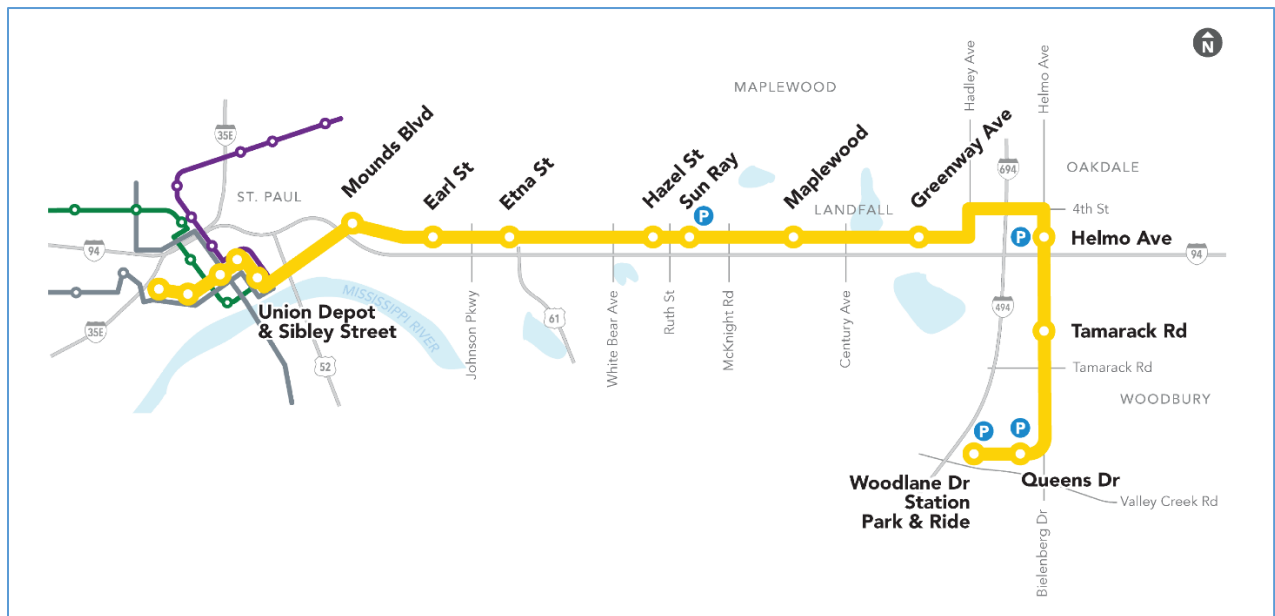 N
Hadley Ave
Helmo Ave
MAPLEWOOD
35E
Mounds Blvd
Earl St
Etna St
Hazel St
Sun Ray
Maplewood
Greenway Ave
694
OAKDALE
ST. PAUL
P
LANDFALL
4th St
94
P
Helmo Ave
94
MISSISSIPPI RIVER
Union Depot
& Sibley Street
35E
52
Johnson Pkwy
61
White Bear Ave
Ruth St
McKnight Rd
Century Ave
494
Tamarack Rd
Tamarack Rd
WOODBURY
P
P
Woodlane Dr
Station
Park & Ride
Queens Dr
Valley Creek Rd
Bielenberg Dr